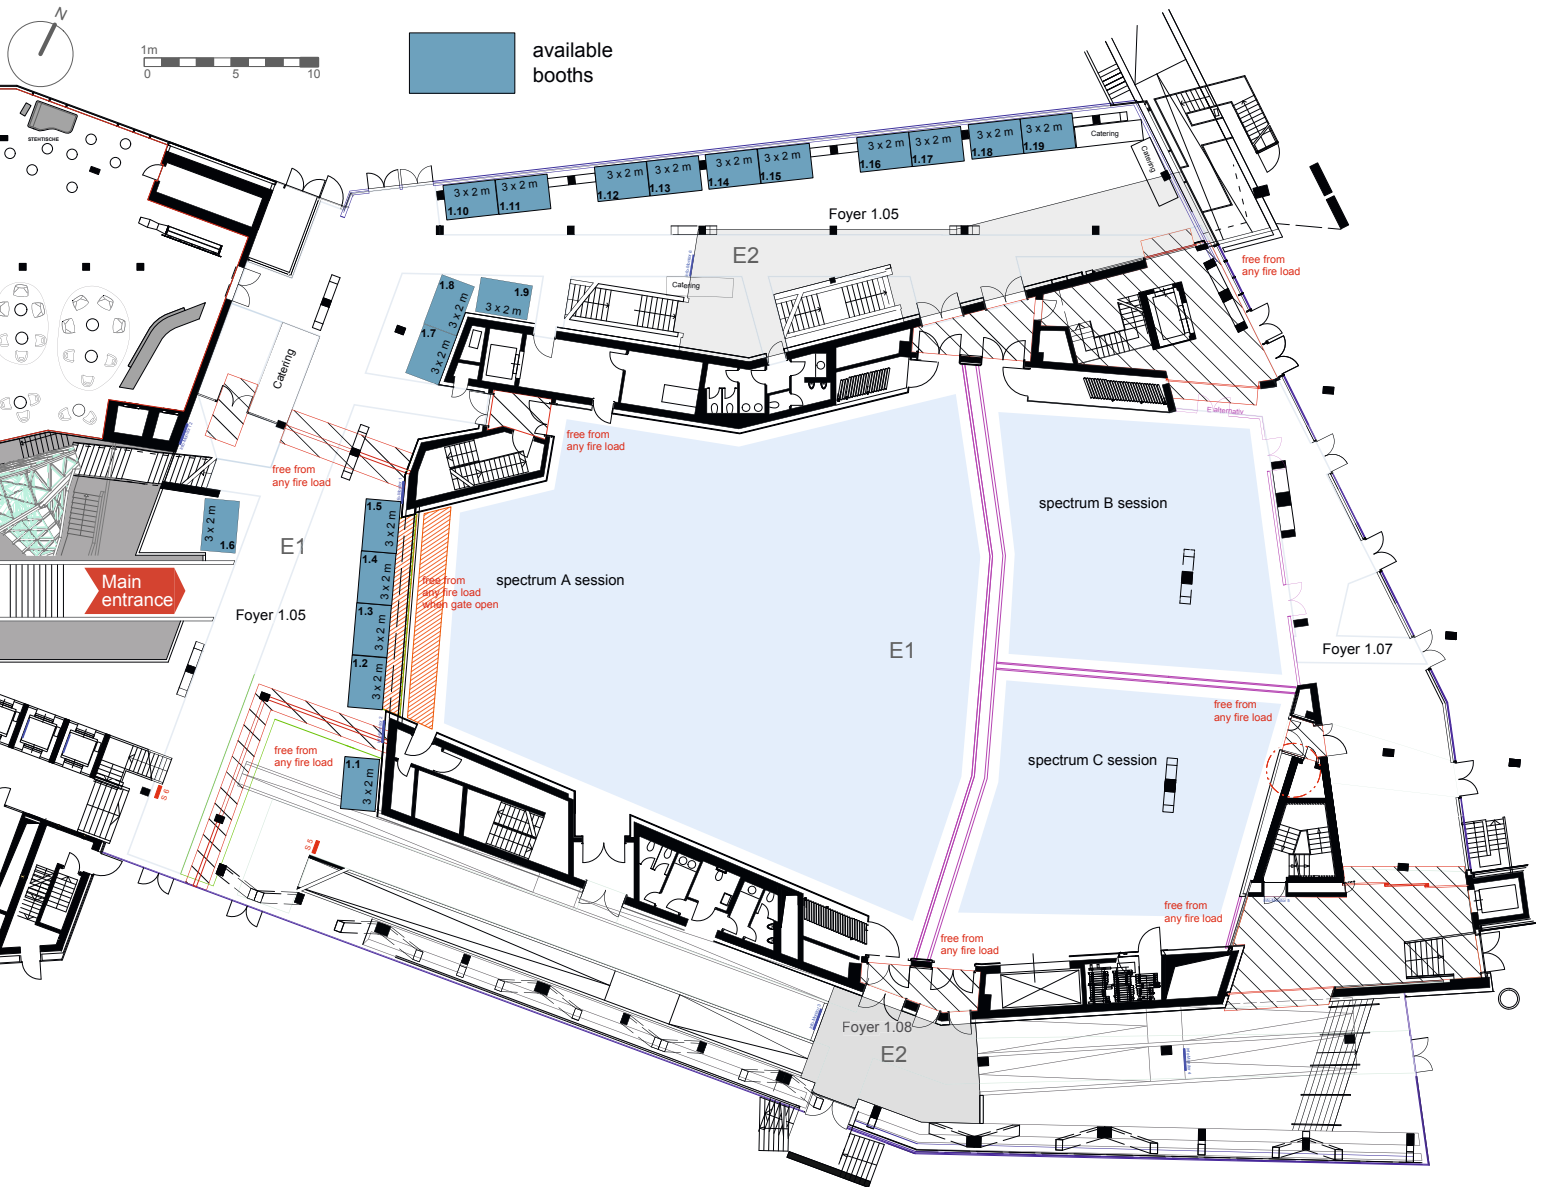 N
1m
0 5 10
available
booths
STEHTISCHE
3 x 2 m
1.10
3 x 2 m
1.11
3 x 2 m
1.12
3 x 2 m
1.13
3 x 2 m
1.14
3 x 2 m
1.15
3 x 2 m
1.16
3 x 2 m
1.17
3 x 2 m
1.18
3 x 2 m
1.19
Catering
Catering
Foyer 1.05
E2
Catering
free from
any fire load
1.8
3 x 2 m
1.7
3 x 2 m
1.9
3 x 2 m
Catering
free from
any fire load
free from
any fire load
E'alternativ
3 x 2 m
1.6
E1
1.5
3 x 2 m
1.4
3 x 2 m
1.3
3 x 2 m
1.2
3 x 2 m
free from
any fire load
when gate open
spectrum A session
spectrum B session
Main
entrance
Foyer 1.05
E1
Foyer 1.07
free from
any fire load
free from
any fire load
1.1
3 x 2 m
spectrum C session
S 6
S 6
free from
any fire load
free from
any fire load
Foyer 1.08
E2